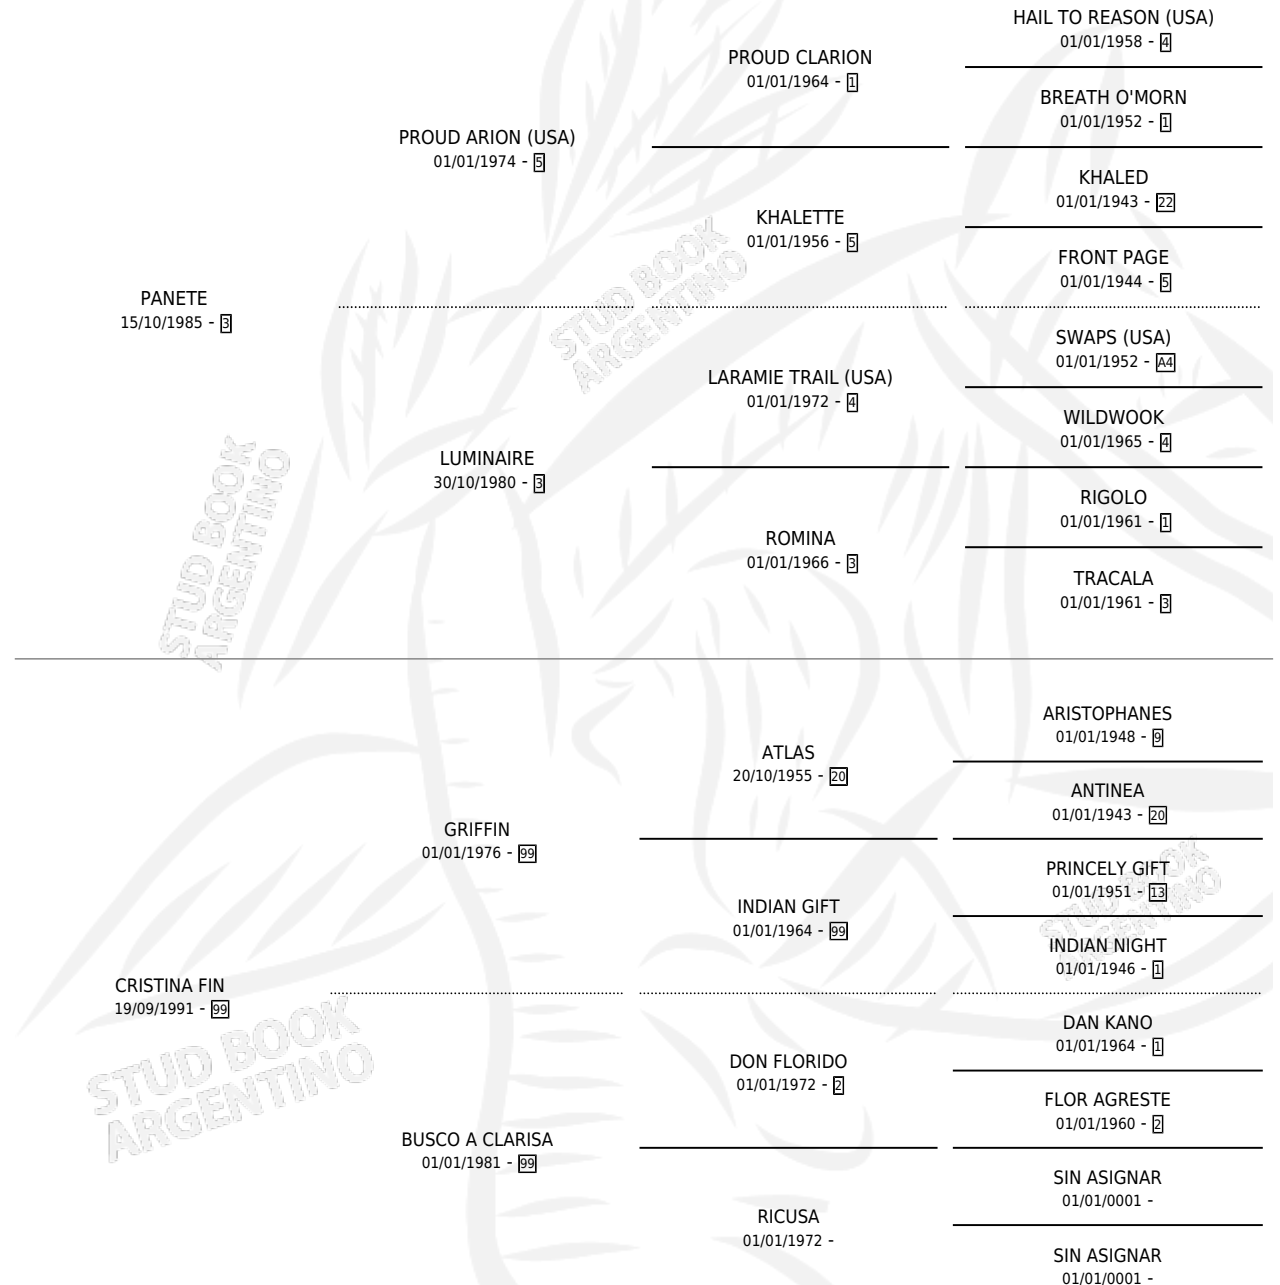 HAIL TO REASON (USA)
01/01/1958 - 4
PROUD CLARION
01/01/1964 - 1
BREATH O'MORN
01/01/1952 - 1
PROUD ARION (USA)
01/01/1974 - 5
KHALED
01/01/1943 - 22
KHALETTE
01/01/1956 - 5
FRONT PAGE
01/01/1944 - 5
PANETE
15/10/1985 - 3
SWAPS (USA)
01/01/1952 - A4
LARAMIE TRAIL (USA)
01/01/1972 - 4
WILDWOOK
01/01/1965 - 4
LUMINAIRE
30/10/1980 - 3
RIGOLO
01/01/1961 - 1
ROMINA
01/01/1966 - 3
TRACALA
01/01/1961 - 3
STUD BOOK
ARGENTINO
STUD BOOK
ARGENTINO
ARISTOPHANES
01/01/1948 - 9
ATLAS
20/10/1955 - 20
ANTINEA
01/01/1943 - 20
GRIFFIN
01/01/1976 - 99
PRINCELY GIFT
01/01/1951 - 13
INDIAN GIFT
01/01/1964 - 99
INDIAN NIGHT
01/01/1946 - 1
CRISTINA FIN
19/09/1991 - 99
DAN KANO
01/01/1964 - 1
DON FLORIDO
01/01/1972 - 2
FLOR AGRESTE
01/01/1960 - 2
BUSCO A CLARISA
01/01/1981 - 99
SIN ASIGNAR
01/01/0001 -
RICUSA
01/01/1972 -
SIN ASIGNAR
01/01/0001 -
STUD BOOK
ARGENTINO
STUD BOOK
ARGENTINO